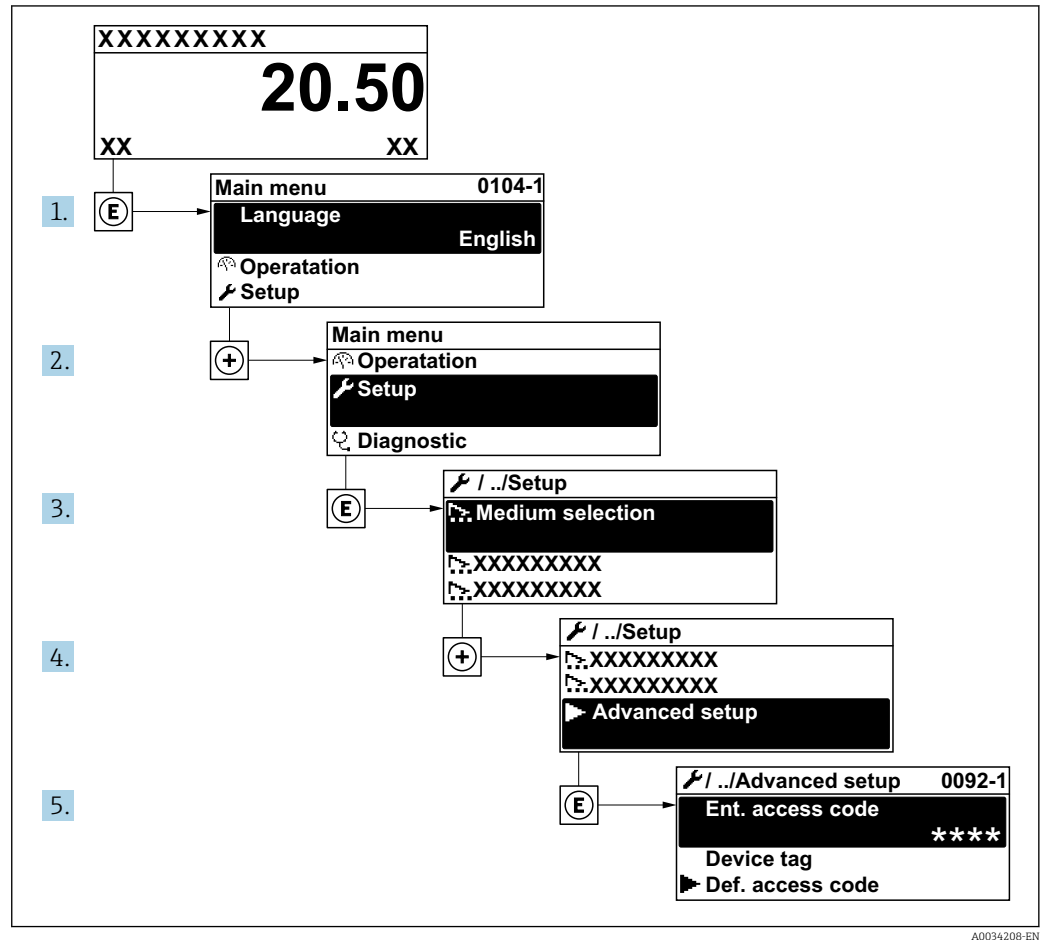 XXXXXXXXX
20.50
XX XX
1. E Main menu 0104-1
Language
English
Operatation
Setup
2. + Main menu
Operatation
Setup
Diagnostic
3. E / ../Setup
Medium selection
XXXXXXXXX
XXXXXXXXX
4. + / ../Setup
XXXXXXXXX
XXXXXXXXX
Advanced setup
5. E / ../Advanced setup 0092-1
Ent. access code
****
Device tag
Def. access code
A0034208-EN